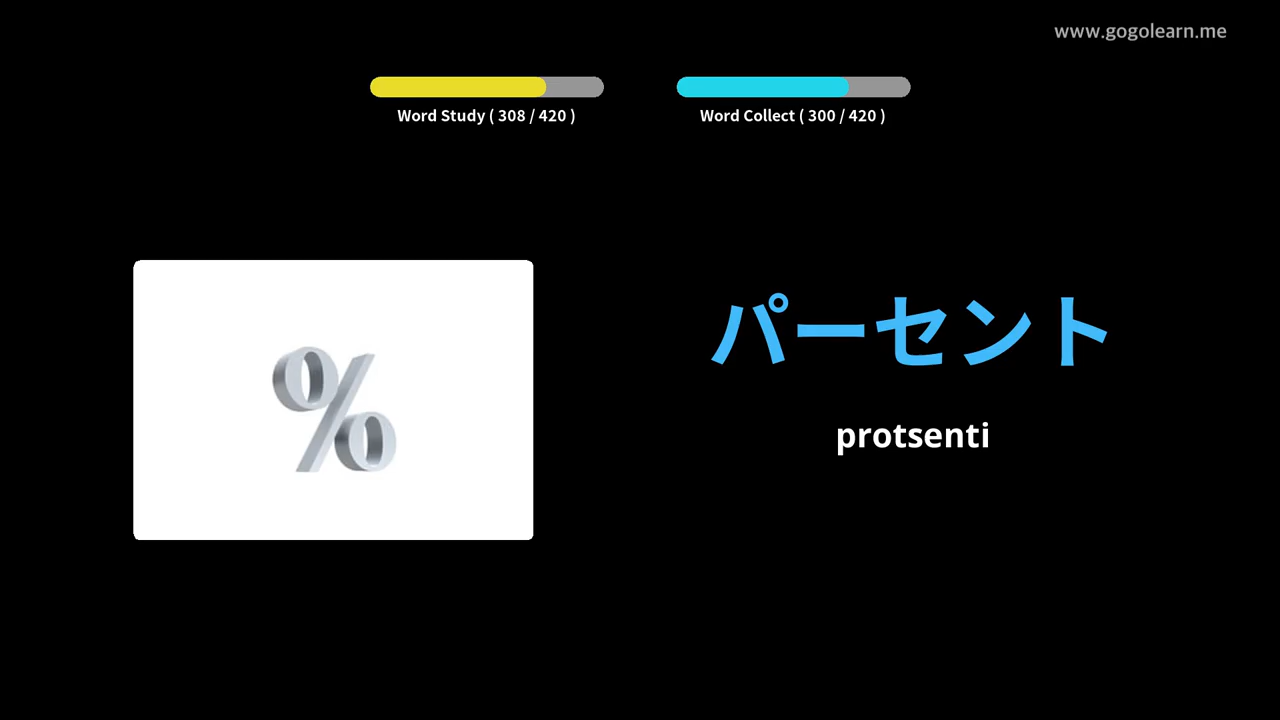 www.gogolearn.me
Word Study ( 308 / 420 )
Word Collect ( 300 / 420 )
%
パーセント
protsenti